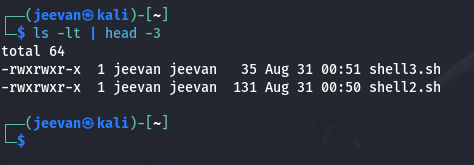 ┌──(jeevan㉿kali)-[~]
└─$ ls -lt | head -3
total 64
-rwxrwxr-x  1 jeevan jeevan   35 Aug 31 00:51 shell3.sh
-rwxrwxr-x  1 jeevan jeevan  131 Aug 31 00:50 shell2.sh
┌──(jeevan㉿kali)-[~]
└─$